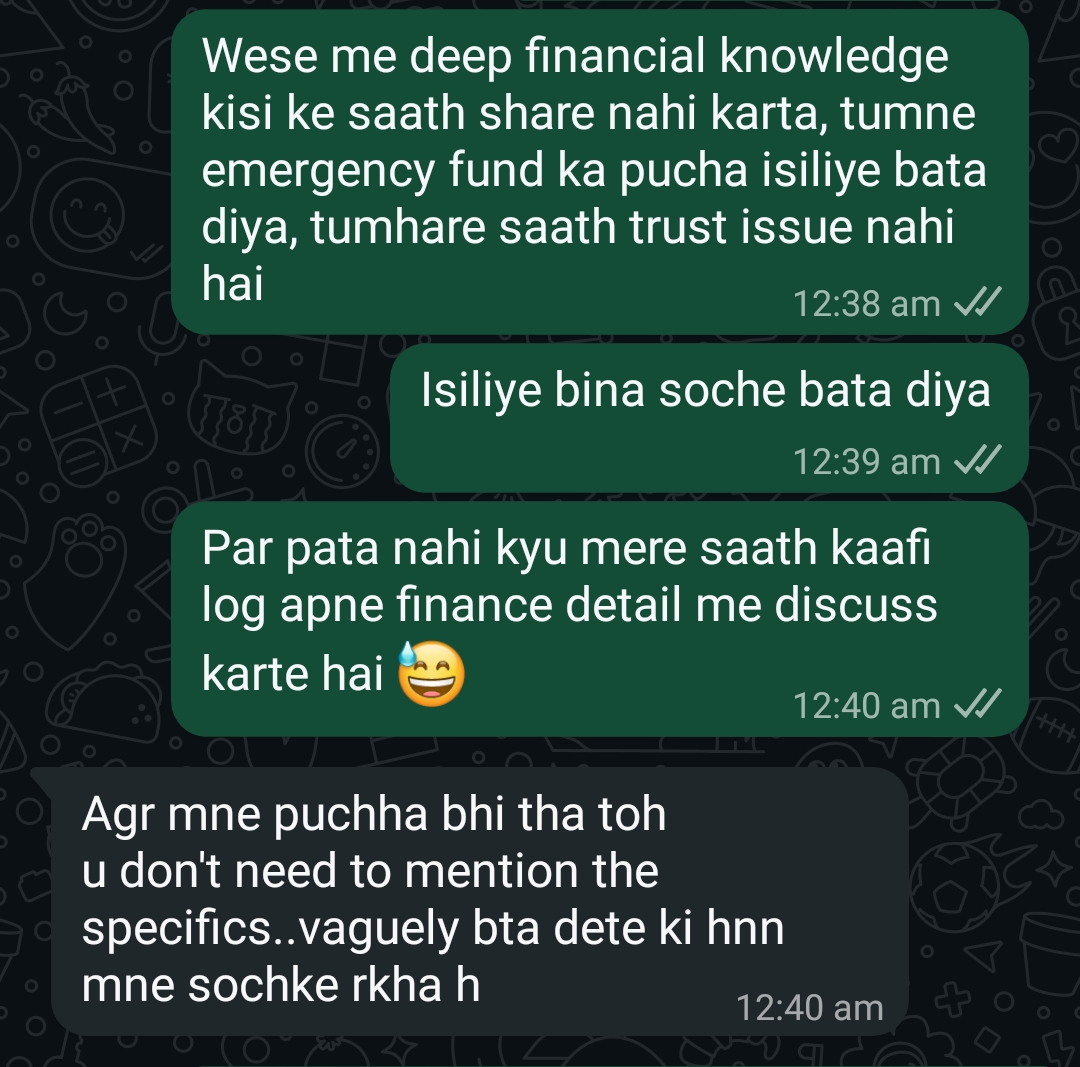 Wese me deep financial knowledge
kisi ke saath share nahi karta, tumne
emergency fund ka pucha isiliye bata
diya, tumhare saath trust issue nahi
hai
12:38 am
Isiliye bina soche bata diya
12:39 am
Par pata nahi kyu mere saath kaafi
log apne finance detail me discuss
karte hai 😅
12:40 am
Agr mne puchha bhi tha toh
u don't need to mention the
specifics..vaguely bta dete ki hnn
mne sochke rkha h
12:40 am